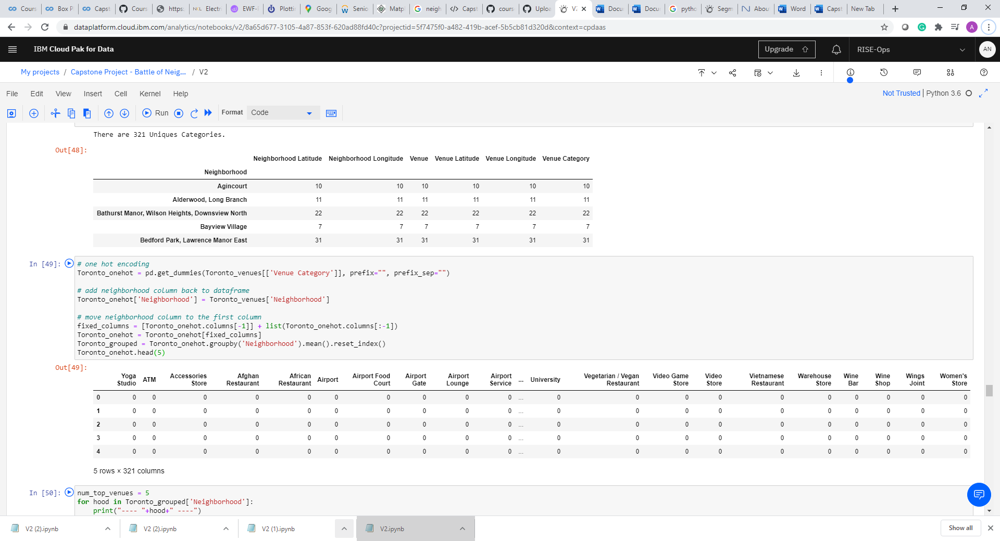 Cours
Box P
Capst
Cours
https:
Electr
EWF-
Plottin
Goog
Senio
Matpl
neigh
Capst
cours
Uploa
V2
Docu
Docu
pytho
Segm
Abou
Word
Capst
New Tab
dataplatform.cloud.ibm.com/analytics/notebooks/v2/8a65d677-3105-4a87-853f-620ad88fd40c?projectid=5f7475f0-a482-419b-acef-5b5cb81d320d&context=cpdaas
A
IBM Cloud Pak for Data
Upgrade
RISE-Ops
AN
My projects / Capstone Project - Battle of Neig... / V2
File Edit View Insert Cell Kernel Help
Not Trusted | Python 3.6
Run
Format Code
There are 321 Uniques Categories.
Out[48]:
Neighborhood Latitude Neighborhood Longitude Venue Venue Latitude Venue Longitude Venue Category
Neighborhood
Agincourt 10 10 10 10 10 10
Alderwood, Long Branch 11 11 11 11 11 11
Bathurst Manor, Wilson Heights, Downsview North 22 22 22 22 22 22
Bayview Village 7 7 7 7 7 7
Bedford Park, Lawrence Manor East 31 31 31 31 31 31
In [49]:
# one hot encoding
Toronto_onehot = pd.get_dummies(Toronto_venues[['Venue Category']], prefix="", prefix_sep="")
# add neighborhood column back to dataframe
Toronto_onehot['Neighborhood'] = Toronto_venues['Neighborhood']
# move neighborhood column to the first column
fixed_columns = [Toronto_onehot.columns[-1]] + list(Toronto_onehot.columns[:-1])
Toronto_onehot = Toronto_onehot[fixed_columns]
Toronto_grouped = Toronto_onehot.groupby('Neighborhood').mean().reset_index()
Toronto_onehot.head(5)
Out[49]:
Yoga Studio ATM Accessories Store Afghan Restaurant African Restaurant Airport Airport Food Court Airport Gate Airport Lounge Airport Service ... University Vegetarian / Vegan Restaurant Video Game Store Video Store Vietnamese Restaurant Warehouse Store Wine Bar Wine Shop Wings Joint Women's Store
0 0 0 0 0 0 0 0 0 0 0 ... 0 0 0 0 0 0 0 0 0 0
1 0 0 0 0 0 0 0 0 0 0 ... 0 0 0 0 0 0 0 0 0 0
2 0 0 0 0 0 0 0 0 0 0 ... 0 0 0 0 0 0 0 0 0 0
3 0 0 0 0 0 0 0 0 0 0 ... 0 0 0 0 0 0 0 0 0 0
4 0 0 0 0 0 0 0 0 0 0 ... 0 0 0 0 0 0 0 0 0 0
5 rows × 321 columns
In [50]:
num_top_venues = 5
for hood in Toronto_grouped['Neighborhood']:
print("---- "+hood+" ----")
V2 (2).ipynb
V2 (2).ipynb
V2 (1).ipynb
V2.ipynb
Show all